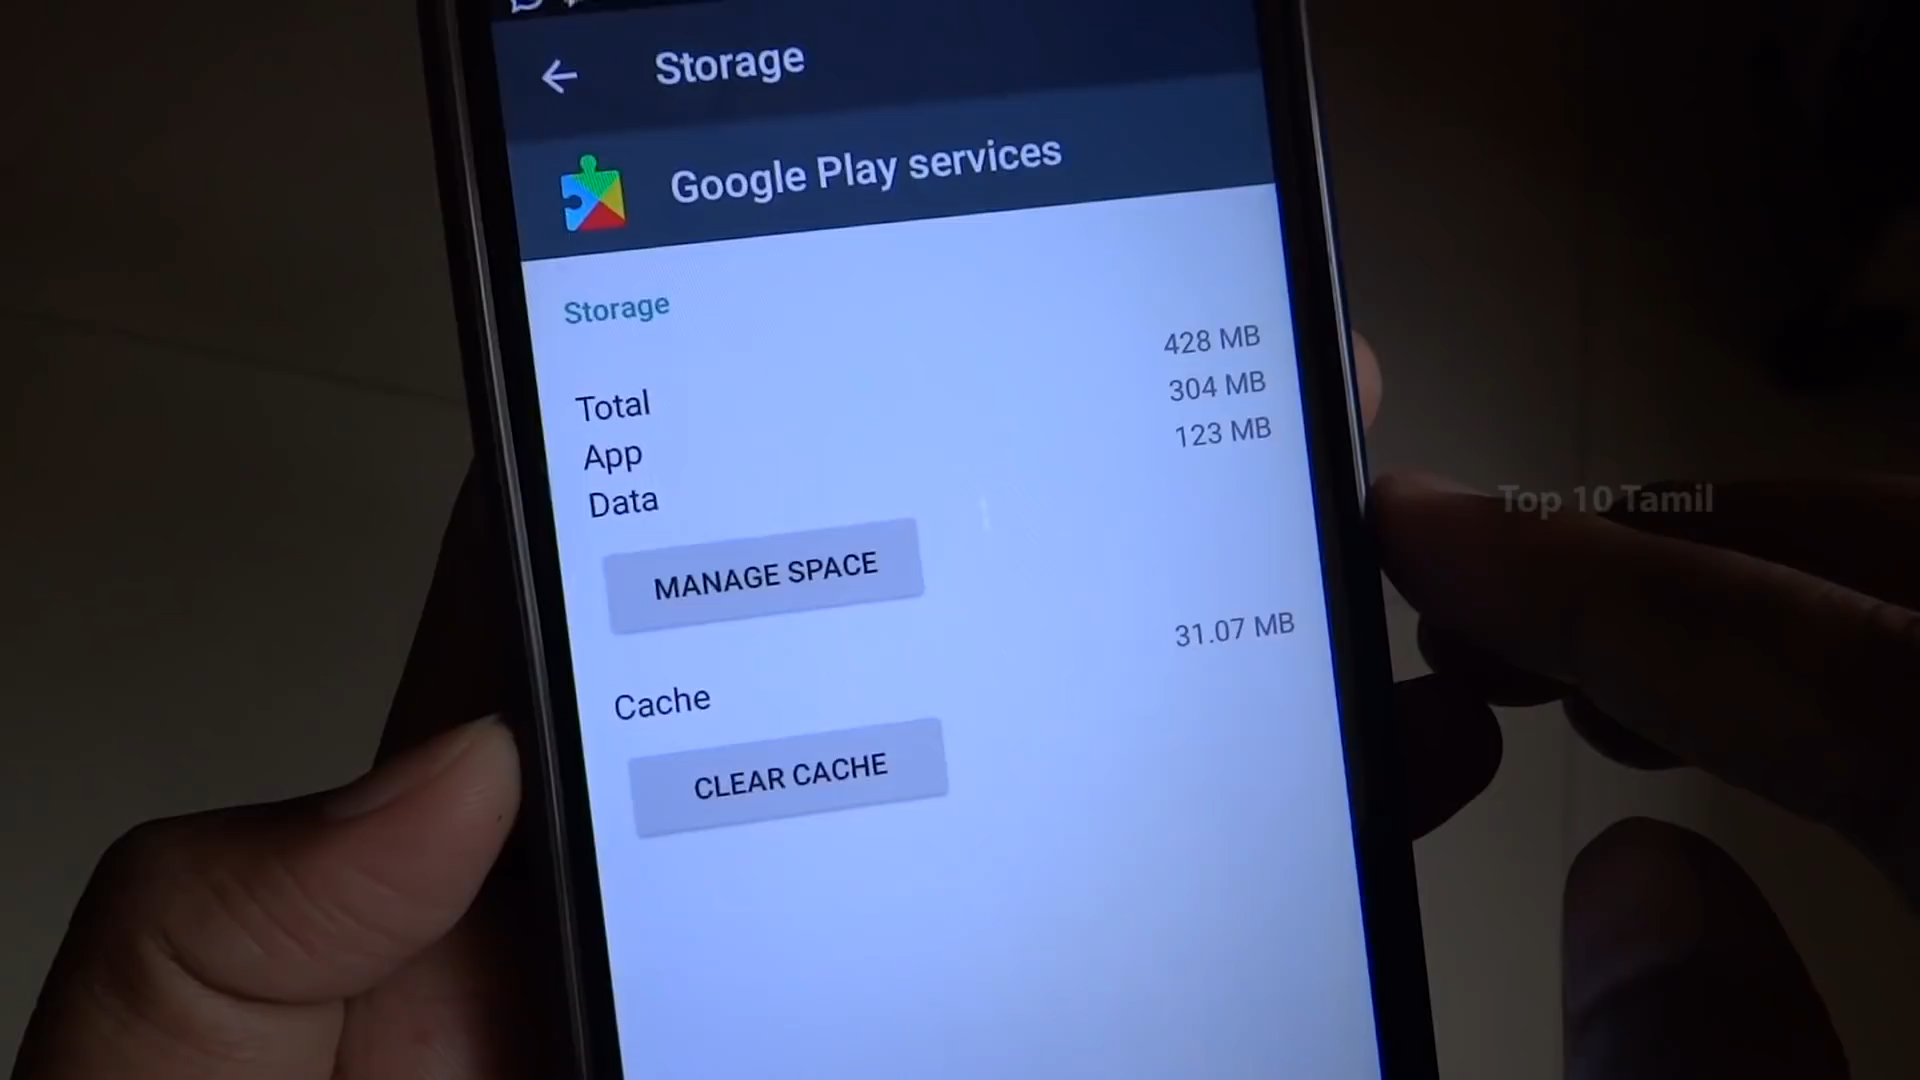 Storage
Google Play services
Storage
Total 428 MB
App 304 MB
Data 123 MB
MANAGE SPACE
Cache 31.07 MB
CLEAR CACHE
Top 10 Tamil